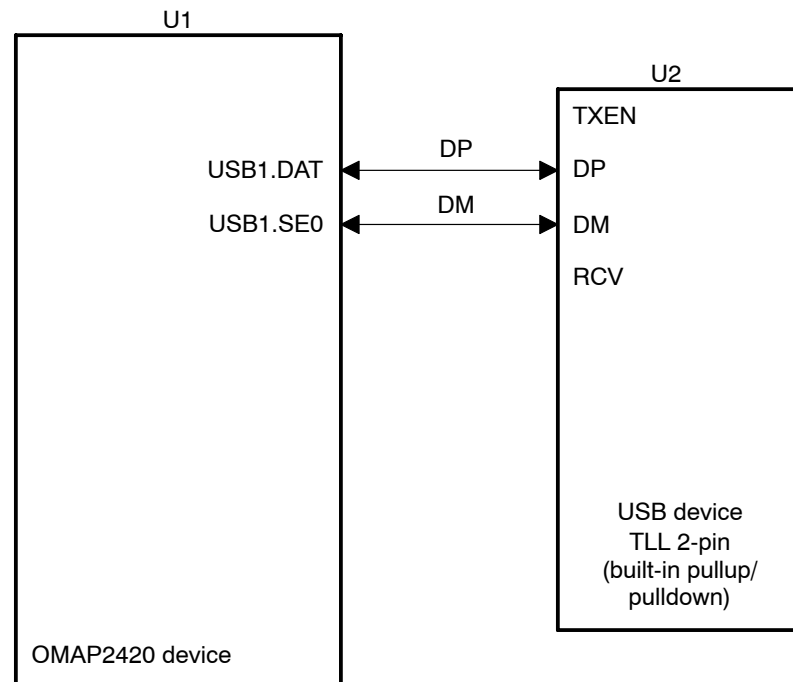 U1
U2
TXEN
USB1.DAT
DP
DP
USB1.SE0
DM
DM
RCV
USB device
TLL 2-pin
(built-in pullup/
pulldown)
OMAP2420 device